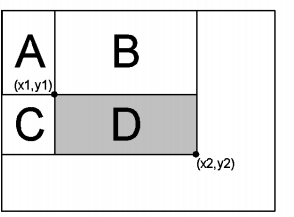 A B
(x1,y1)
C D
(x2,y2)